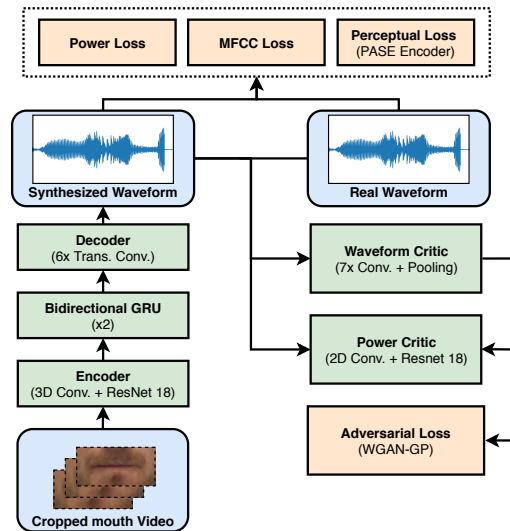 Power Loss
MFCC Loss
Perceptual Loss
(PASE Encoder)
Synthesized Waveform
Real Waveform
Decoder
(6x Trans. Conv.)
Waveform Critic
(7x Conv. + Pooling)
Bidirectional GRU
(x2)
Power Critic
(2D Conv. + Resnet 18)
Encoder
(3D Conv. + ResNet 18)
Adversarial Loss
(WGAN-GP)
Cropped mouth Video